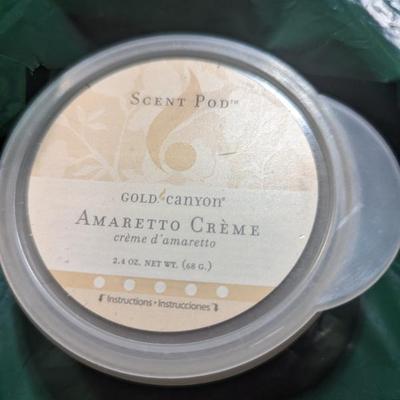 SCENT POD™
GOLD canyon®
AMARETTO CRÈME
crème d'amaretto
2.4 OZ. NET WT. (68 G.)
Instructions • Instrucciones